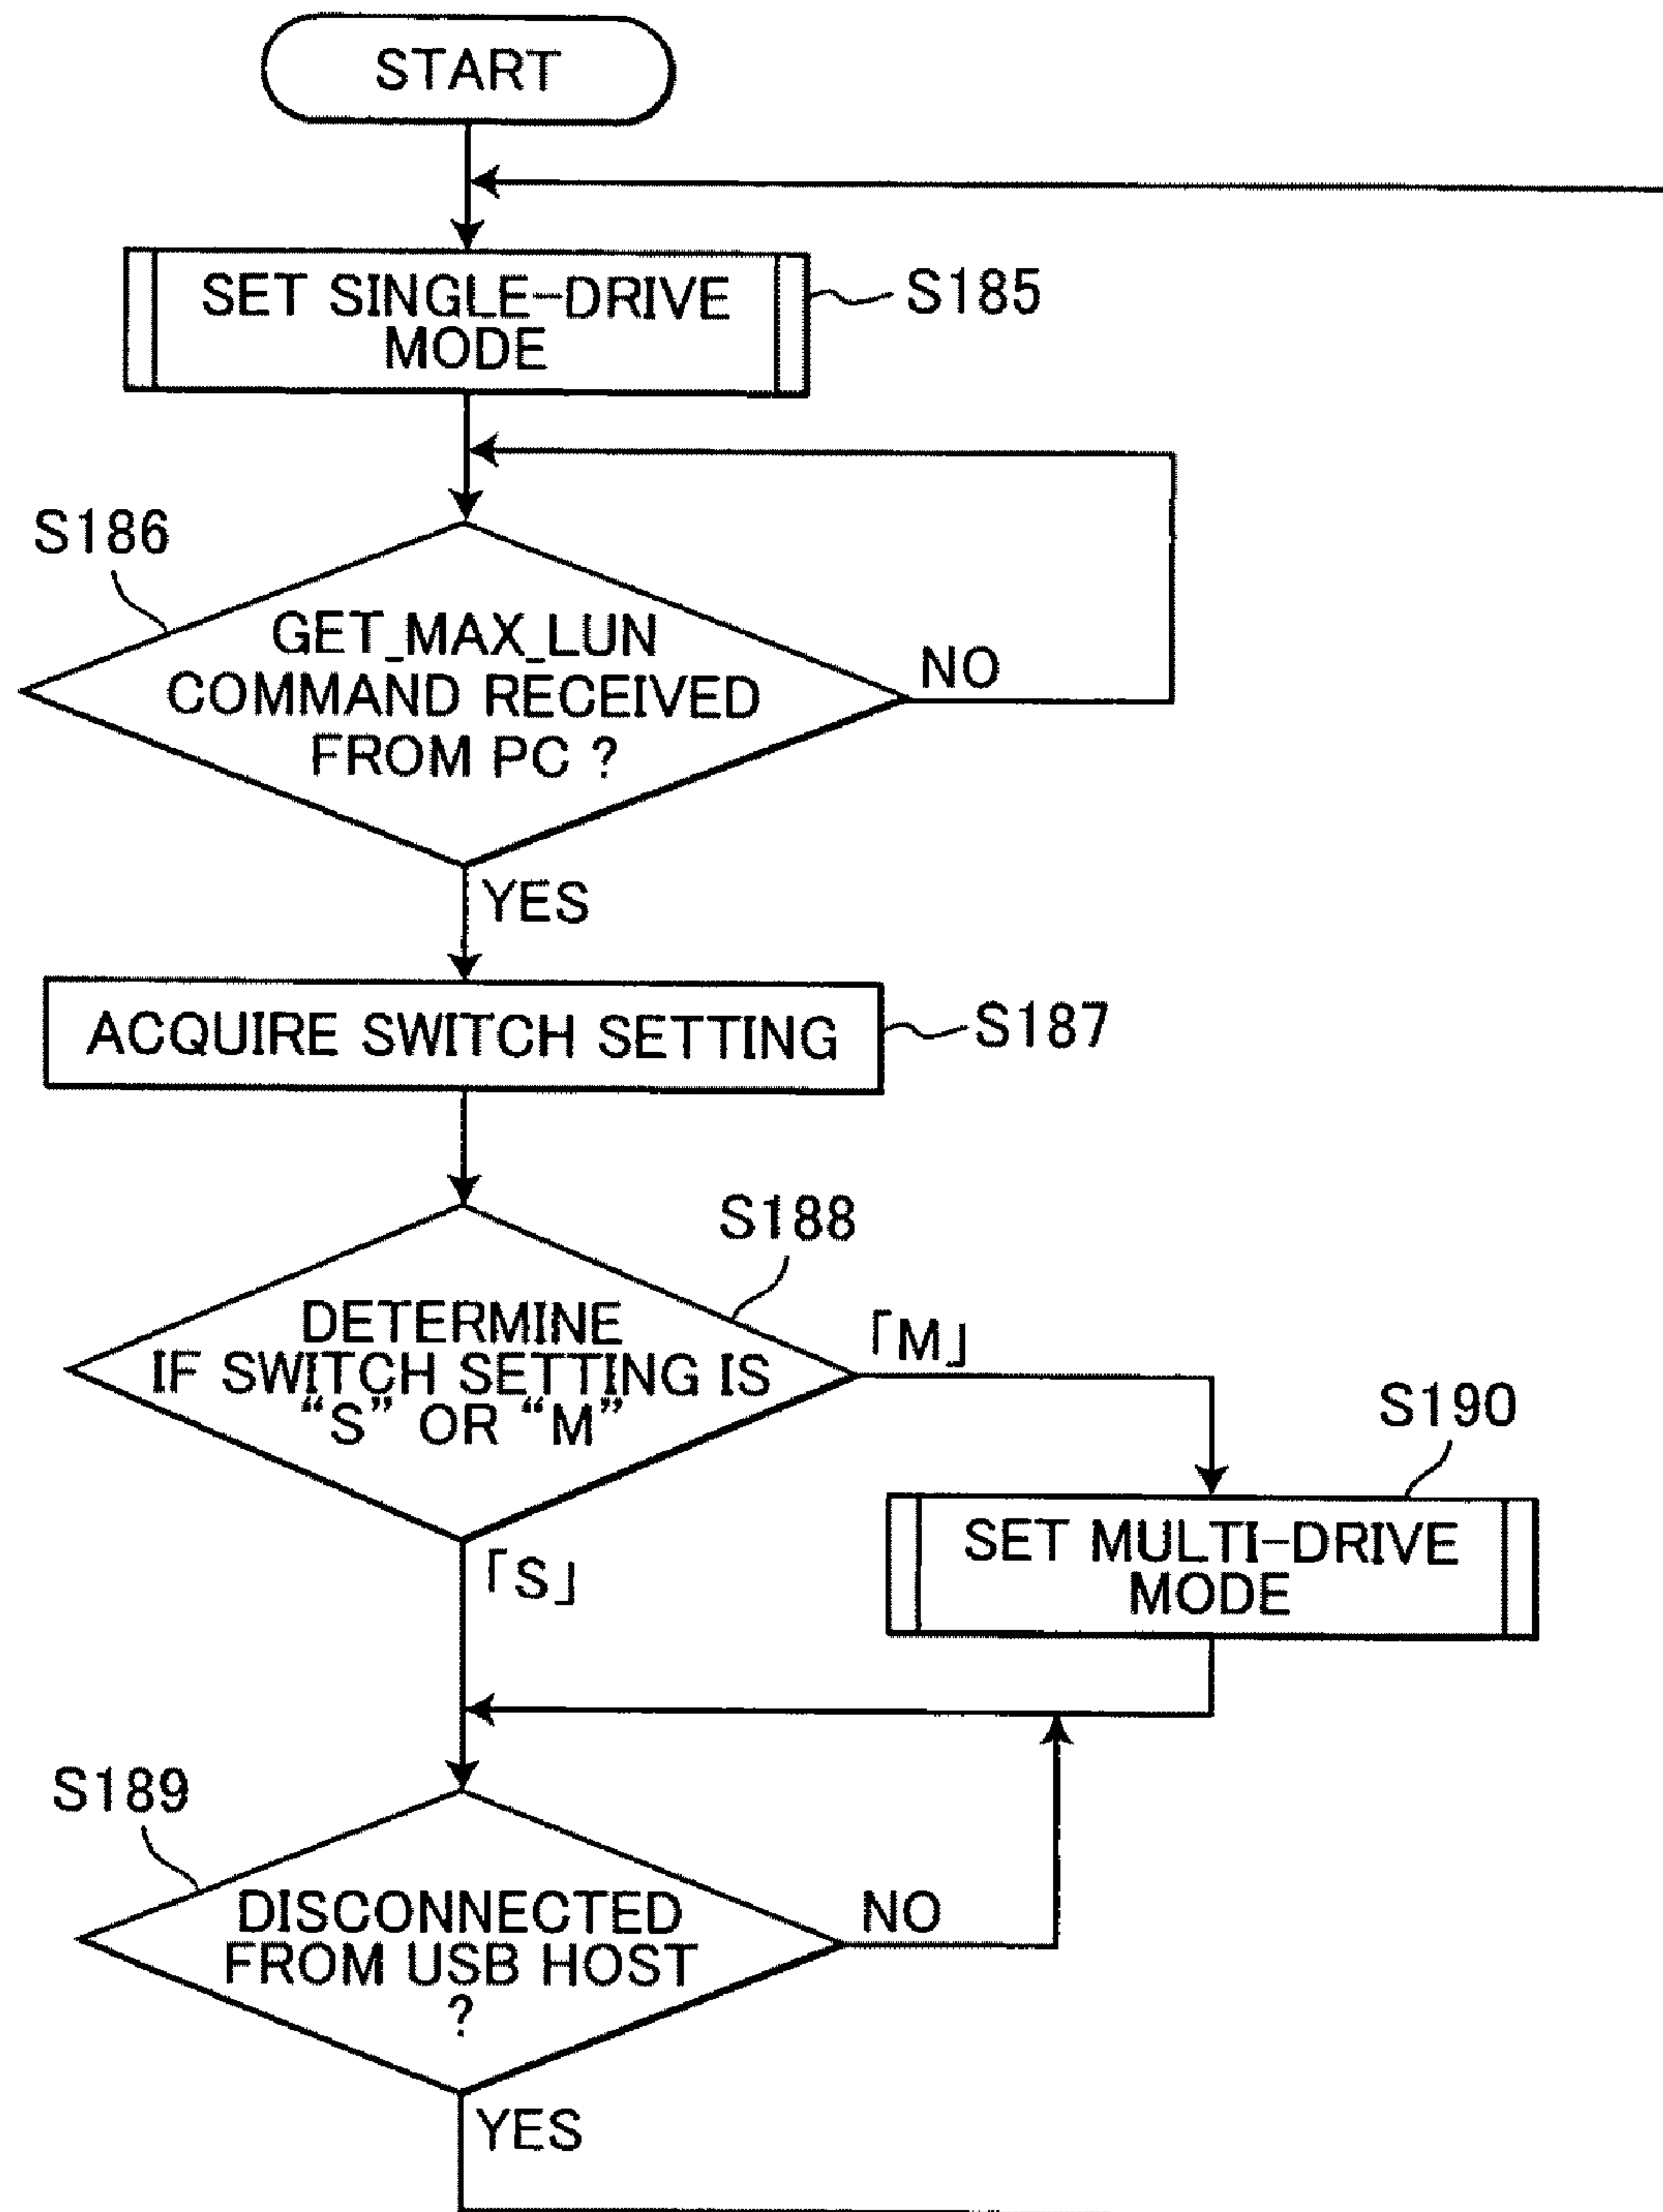 START
SET SINGLE-DRIVE
MODE
S185
S186
GET_MAX_LUN
COMMAND RECEIVED
FROM PC ?
NO
YES
ACQUIRE SWITCH SETTING
S187
S188
DETERMINE
IF SWITCH SETTING IS
“S” OR “M”
「M」
S190
SET MULTI-DRIVE
MODE
「S」
S189
DISCONNECTED
FROM USB HOST
?
NO
YES